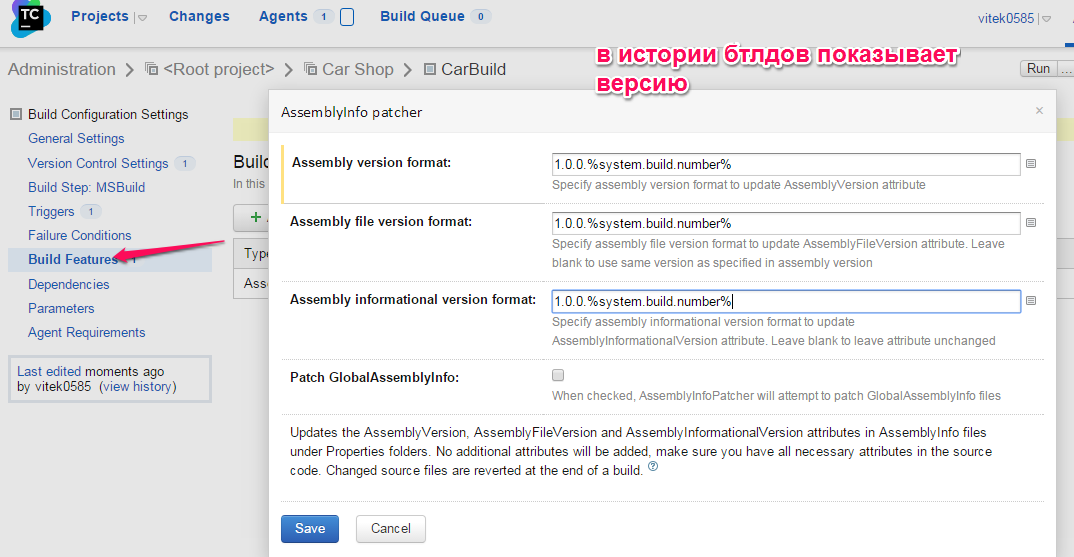 TC
Projects
Changes
Agents 1
Build Queue 0
vitek0585
в истории бтлдов показывает
версию
Administration > <Root project> > Car Shop > CarBuild
Run ...
Build Configuration Settings
General Settings
Version Control Settings 1
Build Step: MSBuild
Triggers 1
Failure Conditions
Build Features 1
Dependencies
Parameters
Agent Requirements
Last edited moments ago
by vitek0585 (view history)
Build
In this
+
Type
Asse
AssemblyInfo patcher
×
Assembly version format:
1.0.0.%system.build.number%
Specify assembly version format to update AssemblyVersion attribute
Assembly file version format:
1.0.0.%system.build.number%
Specify assembly file version format to update AssemblyFileVersion attribute. Leave
blank to use same version as specified in assembly version
Assembly informational version format:
1.0.0.%system.build.number%
Specify assembly informational version format to update
AssemblyInformationalVersion attribute. Leave blank to leave attribute unchanged
Patch GlobalAssemblyInfo:
When checked, AssemblyInfoPatcher will attempt to patch GlobalAssemblyInfo files
Updates the AssemblyVersion, AssemblyFileVersion and AssemblyInformationalVersion attributes in AssemblyInfo files
under Properties folders. No additional attributes will be added, make sure you have all necessary attributes in the source
code. Changed source files are reverted at the end of a build. ?
Save
Cancel